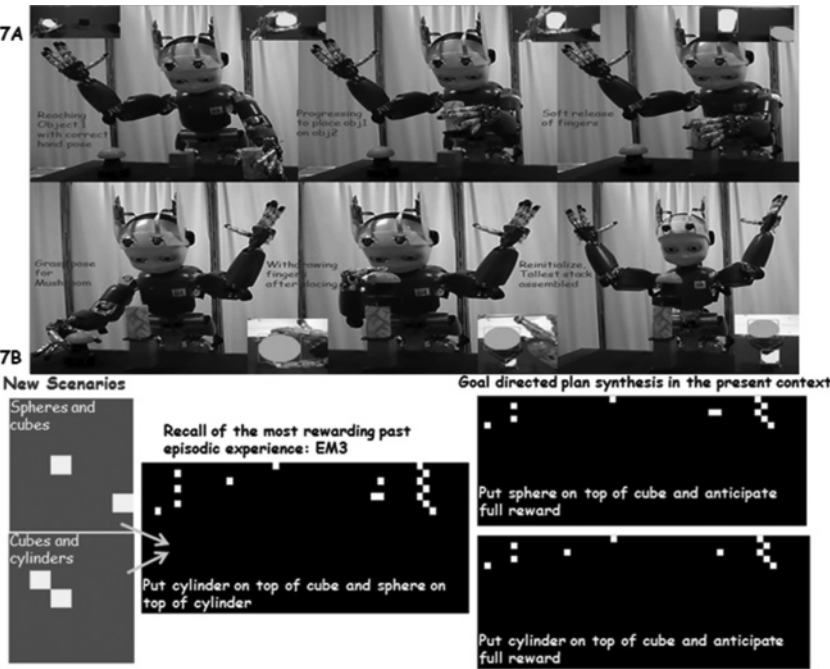 7A
Reaching
Object 1
with correct
hand pose
Progressing
to place obj1
on obj2
Soft release
of fingers
Grasp pose
for
Mushroom
Withdrawing
fingers
after placing
Reinitialize,
Tallest stack
assembled
7B
New Scenarios
Goal directed plan synthesis in the present context
Spheres and
cubes
Recall of the most rewarding past
episodic experience: EM3
Put sphere on top of cube and anticipate
full reward
Cubes and
cylinders
Put cylinder on top of cube and sphere on
top of cylinder
Put cylinder on top of cube and anticipate
full reward